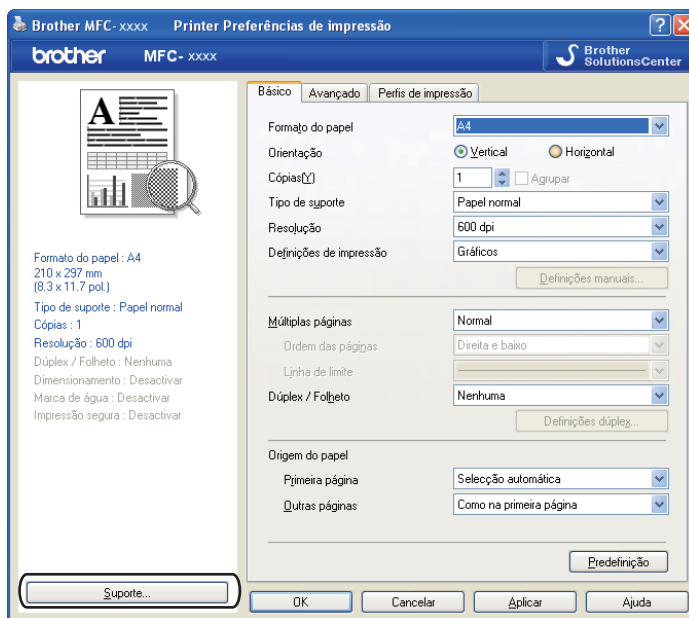 Brother MFC- xxxx Printer Preferências de impressão
brother MFC- xxxx Brother SolutionsCenter
Básico Avançado Perfis de impressão
A
Formato do papel A4
Orientação Vertical Horizontal
Cópias(Y) 1 Agrupar
Tipo de suporte Papel normal
Resolução 600 dpi
Definições de impressão Gráficos
Definições manuais...
Múltiplas páginas Normal
Ordem das páginas Direita e baixo
Linha de limite
Dúplex / Folheto Nenhuma
Definições dúplex...
Origem do papel
Primeira página Selecção automática
Outras páginas Como na primeira página
Predefinição
Formato do papel : A4
210 x 297 mm
(8.3 x 11.7 pol.)
Tipo de suporte : Papel normal
Cópias : 1
Resolução : 600 dpi
Dúplex / Folheto : Nenhuma
Dimensionamento : Desactivar
Marca de água : Desactivar
Impressão segura : Desactivar
Suporte...
OK Cancelar Aplicar Ajuda